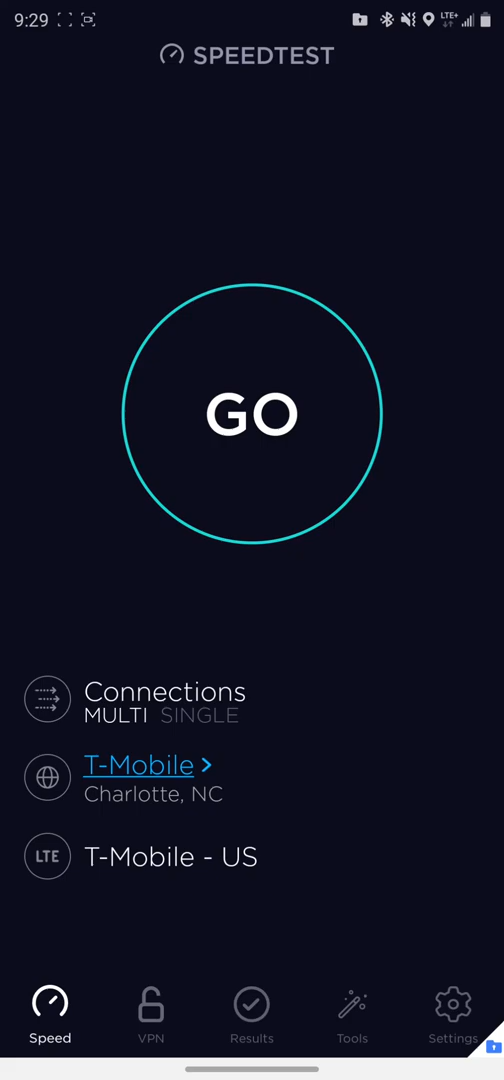 9:29
LTE+
SPEEDTEST
GO
Connections
MULTI SINGLE
T-Mobile >
Charlotte, NC
LTE T-Mobile - US
Speed VPN Results Tools Settings